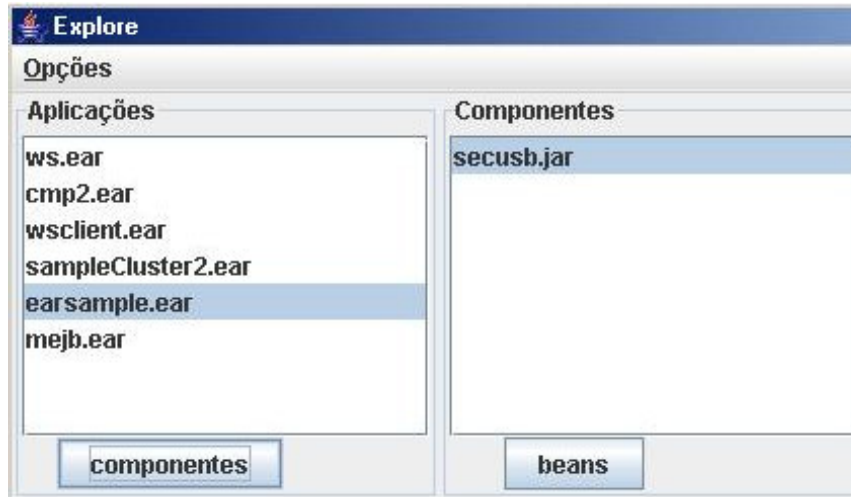 Explore
Opções
Aplicações
ws.ear
cmp2.ear
wsclient.ear
sampleCluster2.ear
earsample.ear
mejb.ear
componentes
Componentes
secusb.jar
beans